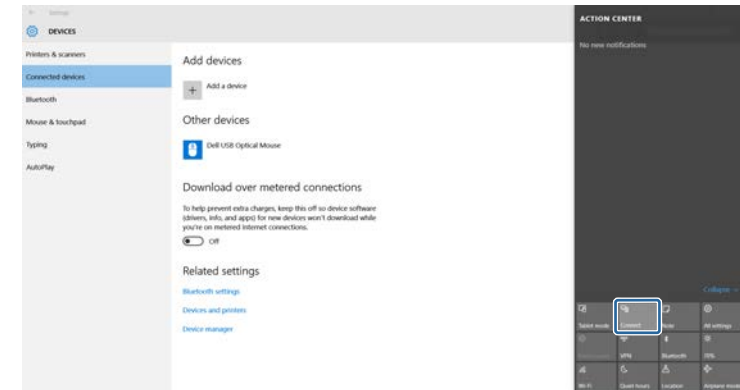 Settings
DEVICES
Printers & scanners
Connected devices
Bluetooth
Mouse & touchpad
Typing
AutoPlay
Add devices
Add a device
Other devices
Dell USB Optical Mouse
Download over metered connections
To help prevent extra charges, keep this off so device software
(drivers, info, and apps) for new devices won't download while
you're on metered Internet connections.
Off
Related settings
Bluetooth settings
Devices and printers
Device manager
ACTION CENTER
No new notifications
Collapse
Tablet mode Connect Note All settings
VPN Bluetooth
Wi-Fi Quiet hours Location Airplane mode